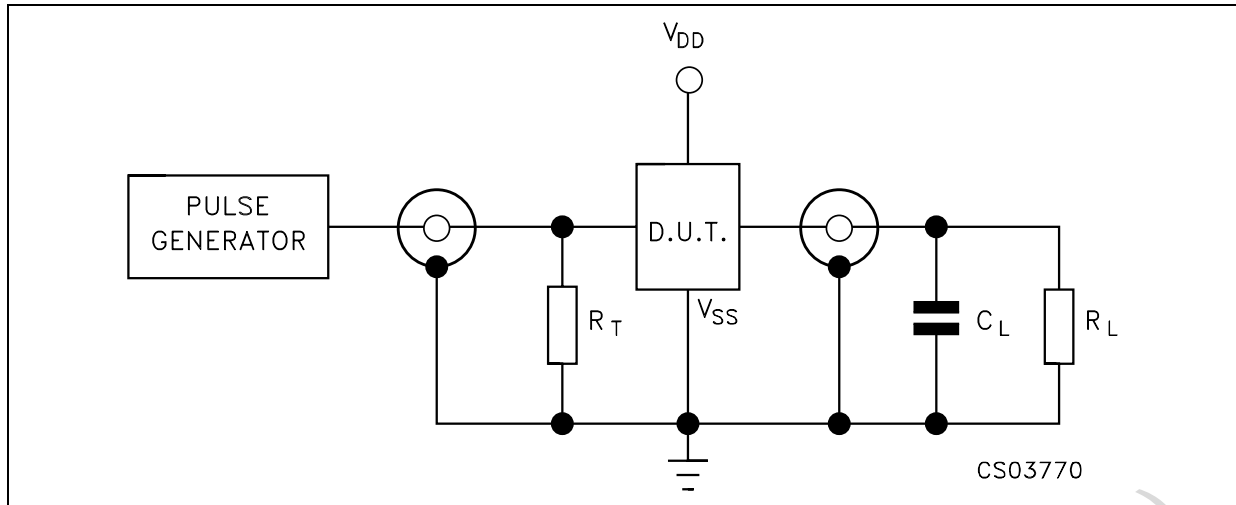 VDD
PULSE
GENERATOR
D.U.T.
VSS
RT
CL
RL
CS03770